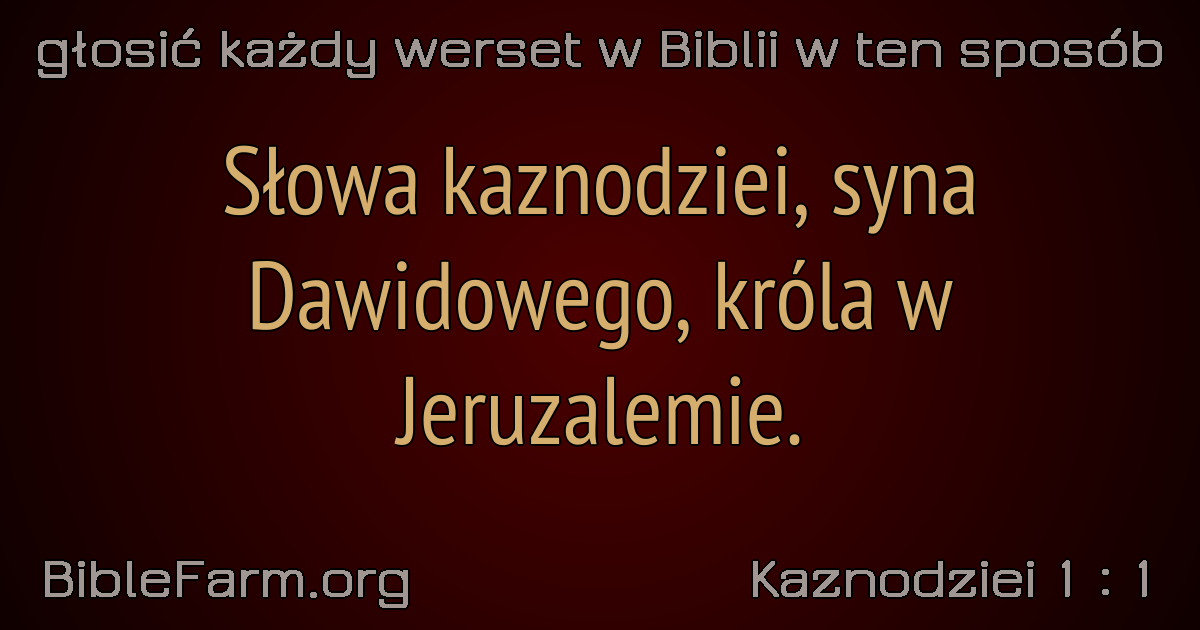 głosić każdy werset w Biblii w ten sposób
Słowa kaznodziei, syna
Dawidowego, króla w
Jeruzalemie.
BibleFarm.org
Kaznodziei 1 : 1